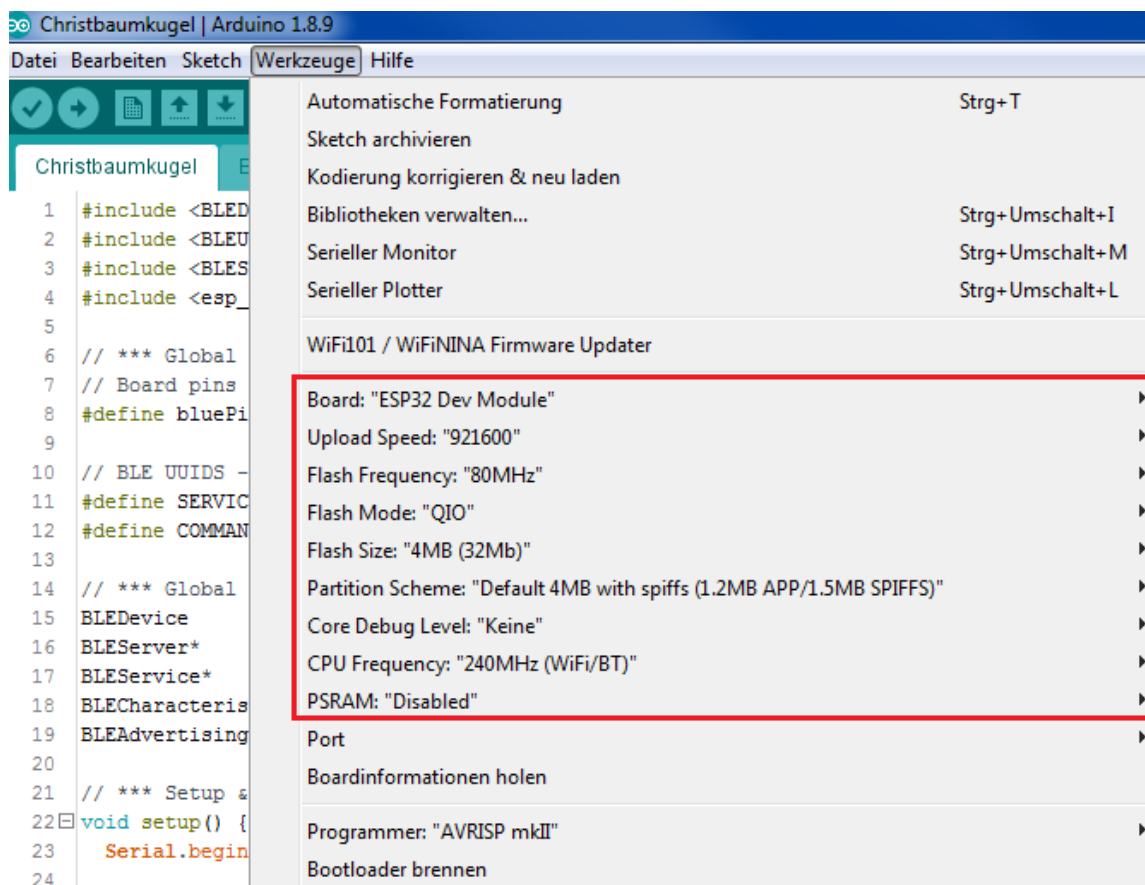 Christbaumkugel | Arduino 1.8.9
Datei Bearbeiten Sketch Werkzeuge Hilfe
Automatische Formatierung Strg+T
Sketch archivieren
Kodierung korrigieren & neu laden
Bibliotheken verwalten... Strg+Umschalt+I
Serieller Monitor Strg+Umschalt+M
Serieller Plotter Strg+Umschalt+L
WiFi101 / WiFiNINA Firmware Updater
Board: "ESP32 Dev Module"
Upload Speed: "921600"
Flash Frequency: "80MHz"
Flash Mode: "QIO"
Flash Size: "4MB (32Mb)"
Partition Scheme: "Default 4MB with spiffs (1.2MB APP/1.5MB SPIFFS)"
Core Debug Level: "Keine"
CPU Frequency: "240MHz (WiFi/BT)"
PSRAM: "Disabled"
Port
Boardinformationen holen
Programmer: "AVRISP mkII"
Bootloader brennen
Christbaumkugel E
1 #include <BLED
2 #include <BLEU
3 #include <BLES
4 #include <esp_
5
6 // *** Global
7 // Board pins
8 #define bluePi
9
10 // BLE UUIDS -
11 #define SERVIC
12 #define COMMAN
13
14 // *** Global
15 BLEDevice
16 BLEServer*
17 BLEService*
18 BLECharacteris
19 BLEAdvertising
20
21 // *** Setup &
22 void setup() {
23 Serial.begin
24